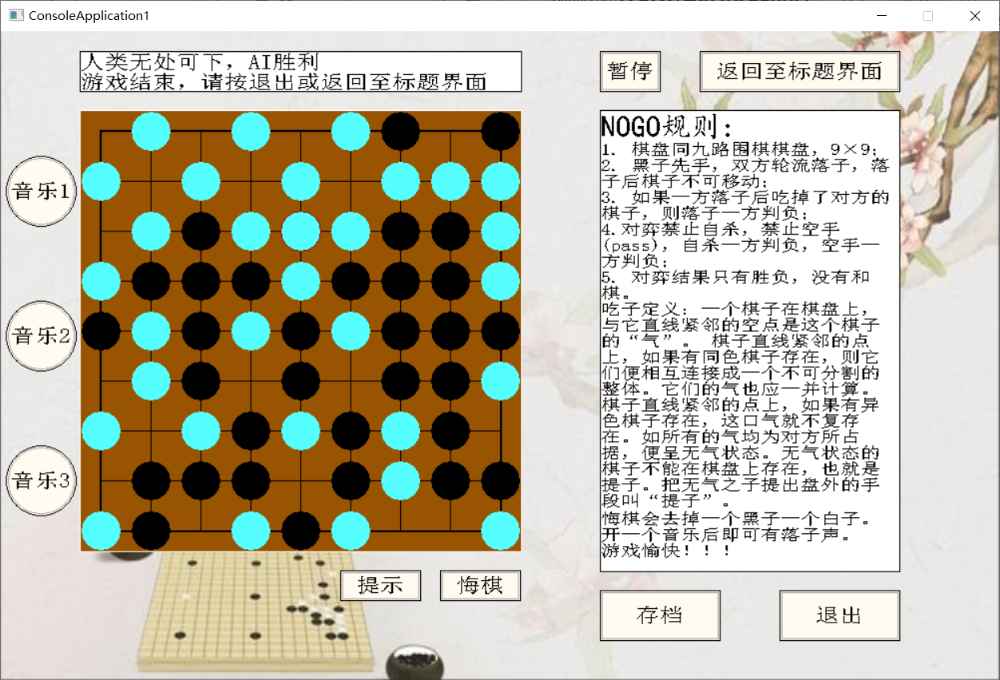 ConsoleApplication1
人类无处可下，AI胜利
游戏结束，请按退出或返回至标题界面
暂停
返回至标题界面
音乐1
音乐2
音乐3
NOGO规则：
1. 棋盘同九路围棋棋盘，9×9；
2. 黑子先手，双方轮流落子，落
子后棋子不可移动；
3. 如果一方落子后吃掉了对方的
棋子，则落子一方判负；
4.对弈禁止自杀，禁止空手
(pass)，自杀一方判负，空手一
方判负；
5. 对弈结果只有胜负，没有和
棋。
吃子定义：一个棋子在棋盘上，
与它直线紧邻的空点是这个棋子
的“气”。 棋子直线紧邻的点
上，如果有同色棋子存在，则它
们便相互连接成一个不可分割的
整体。它们的气也应一并计算。
棋子直线紧邻的点上，如果有异
色棋子存在，这口气就不复存
在。如所有的气均为对方所占
据，便呈无气状态。无气状态的
棋子不能在棋盘上存在，也就是
提子。把无气之子提出盘外的手
段叫“提子”。
悔棋会去掉一个黑子一个白子。
开一个音乐后即可有落子声。
游戏愉快！！！
提示
悔棋
存档
退出